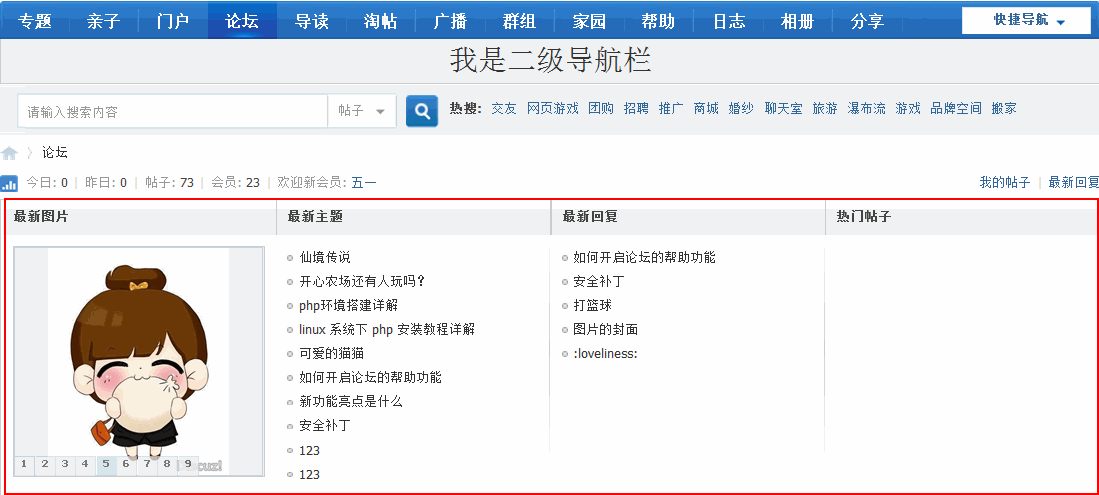 专题 亲子 门户 论坛 导读 淘帖 广播 群组 家园 帮助 日志 相册 分享 快捷导航
我是二级导航栏
请输入搜索内容 帖子 热搜: 交友 网页游戏 团购 招聘 推广 商城 婚纱 聊天室 旅游 瀑布流 游戏 品牌空间 搬家
论坛
今日: 0 | 昨日: 0 | 帖子: 73 | 会员: 23 | 欢迎新会员: 五一 我的帖子 | 最新回复
最新图片 最新主题 最新回复 热门帖子
仙境传说 如何开启论坛的帮助功能
开心农场还有人玩吗? 安全补丁
php环境搭建详解 打篮球
linux 系统下 php 安装教程详解 图片的封面
可爱的猫猫 :loveliness:
如何开启论坛的帮助功能
新功能亮点是什么
安全补丁
123
1 2 3 4 5 6 7 8 9
123